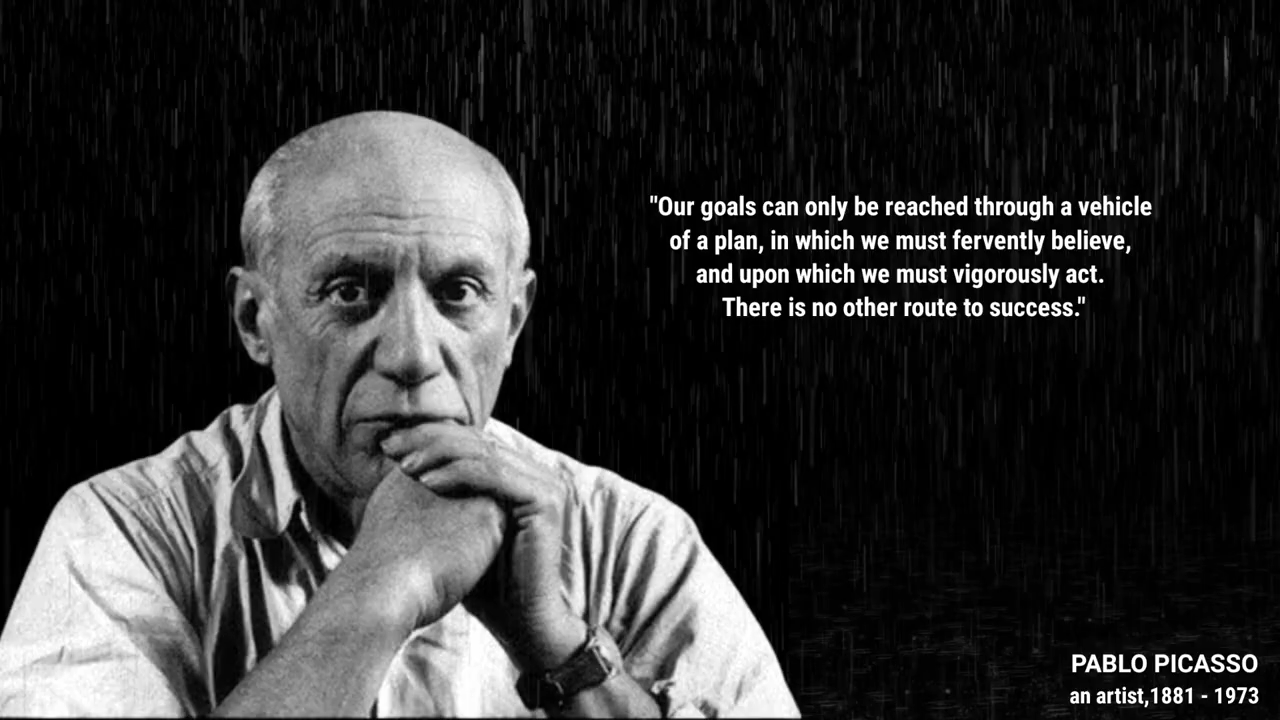 "Our goals can only be reached through a vehicle
of a plan, in which we must fervently believe,
and upon which we must vigorously act.
There is no other route to success."
PABLO PICASSO
an artist,1881 - 1973